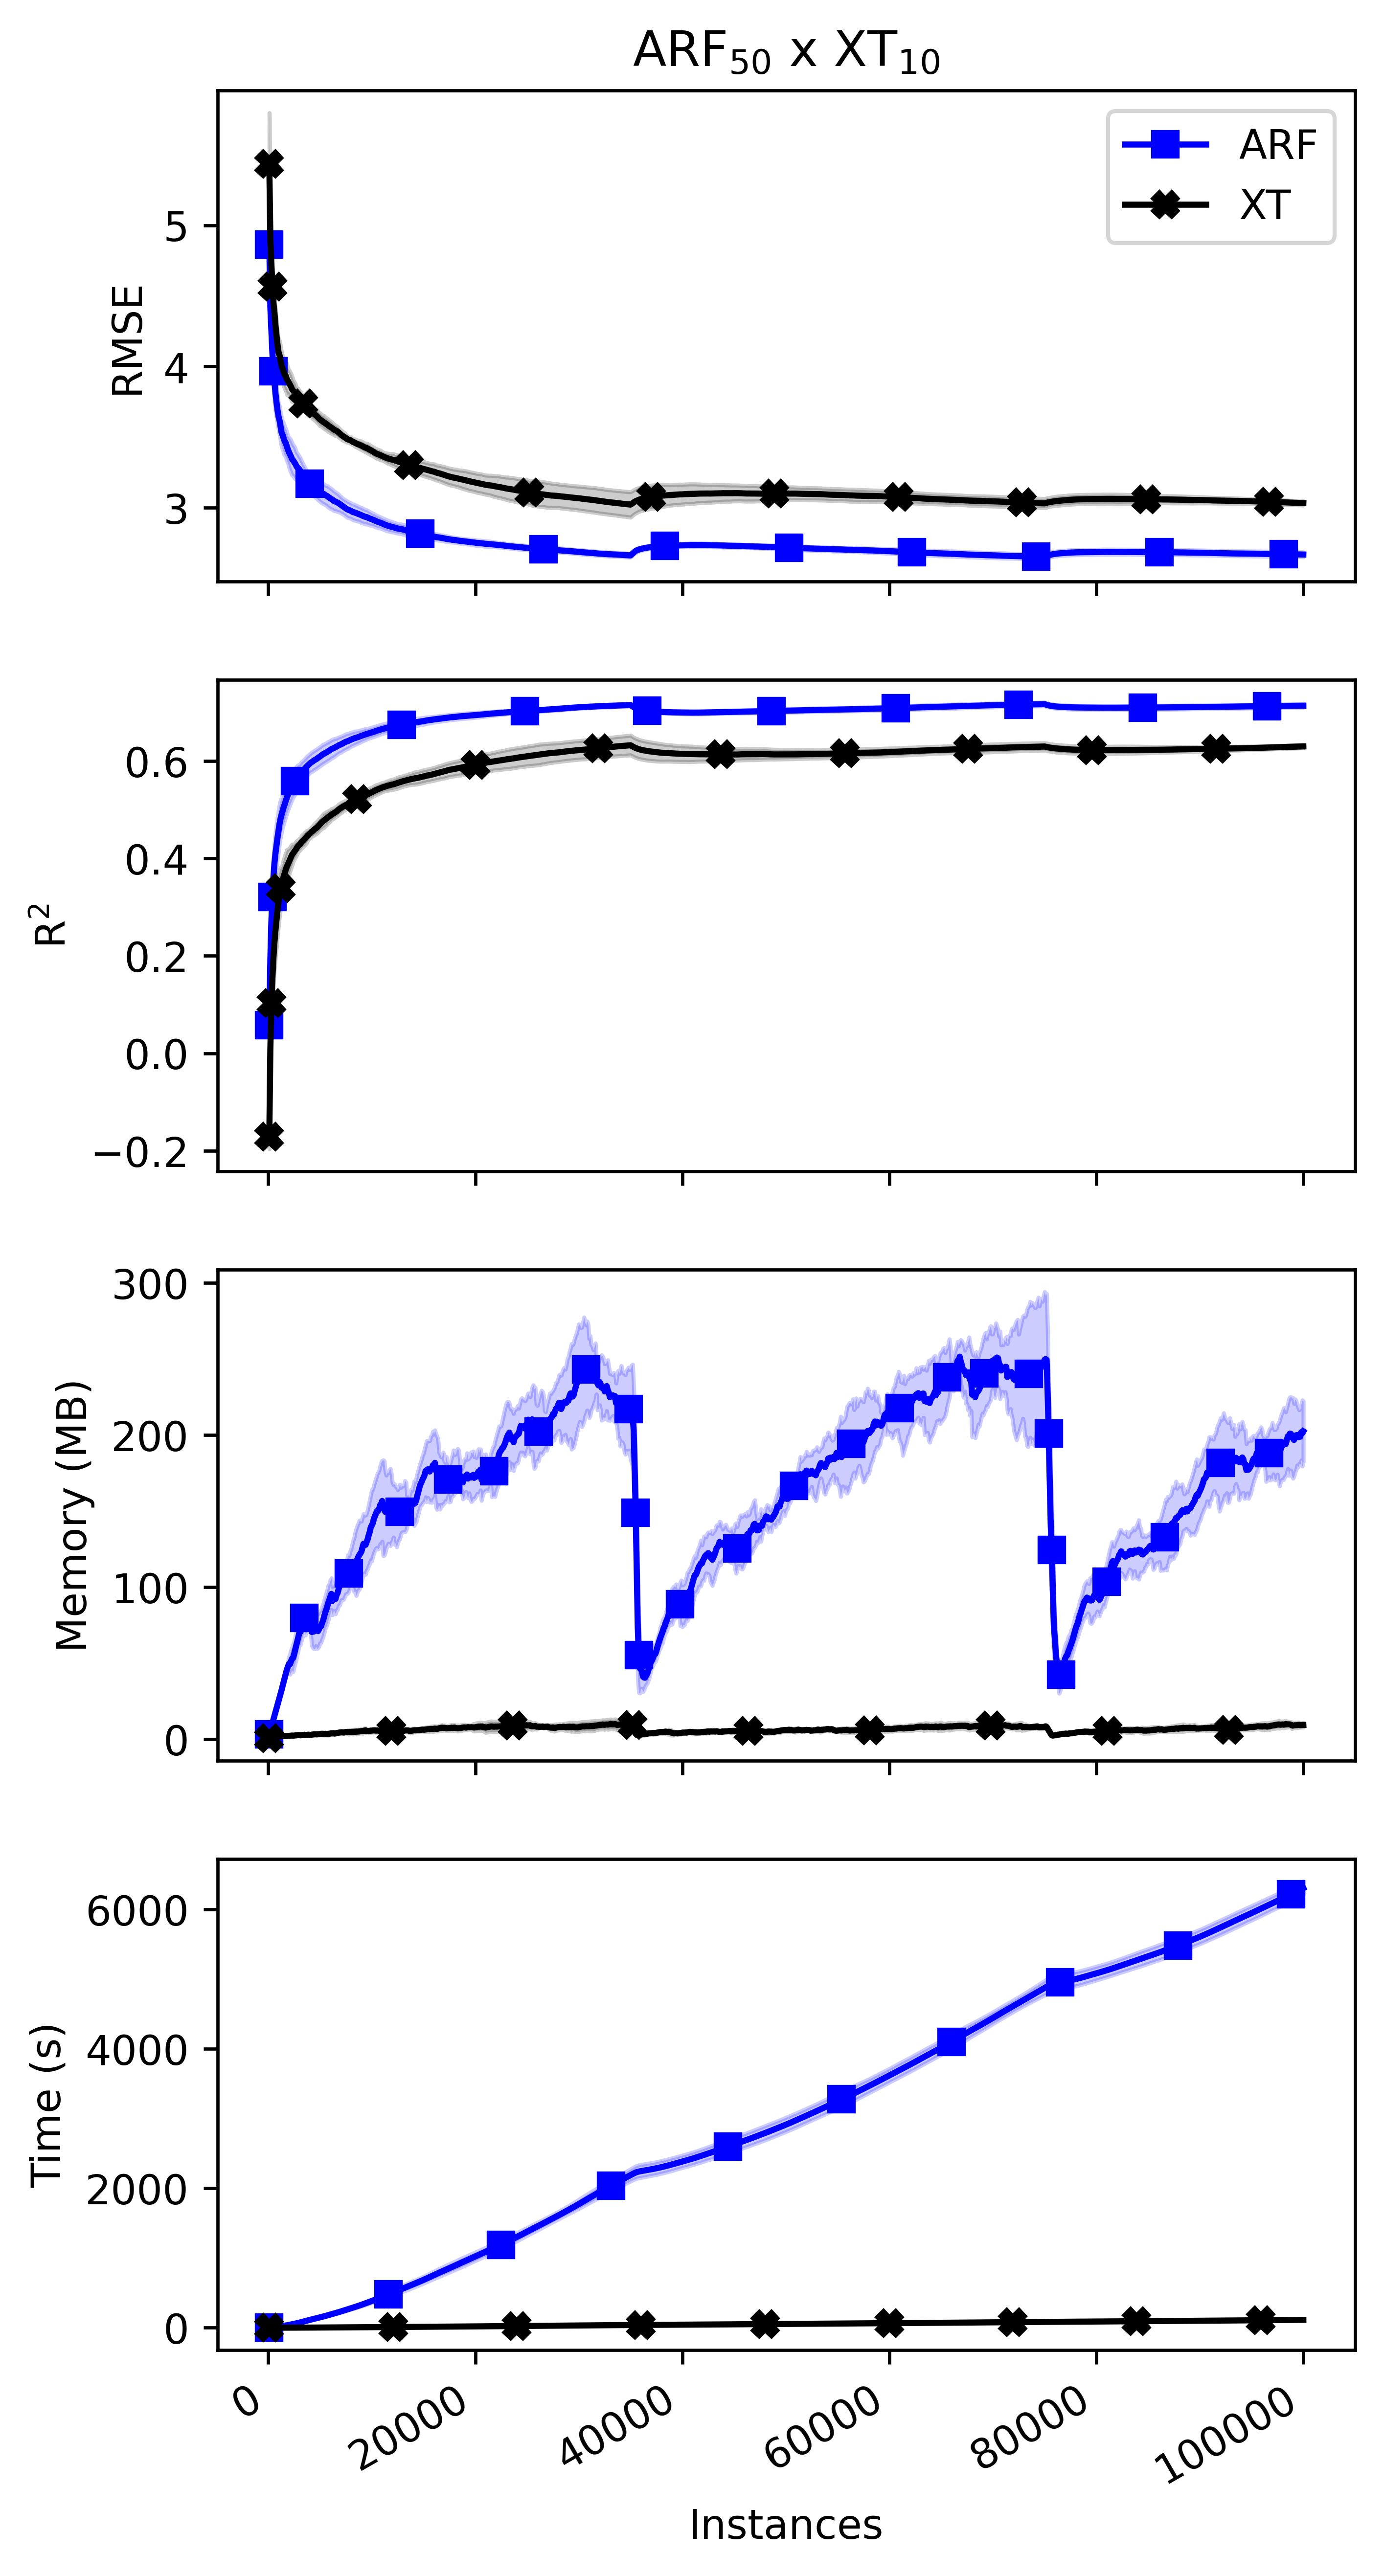 ARF₅₀ x XT₁₀
ARF
XT
RMSE
5
4
3
R²
0.6
0.4
0.2
0.0
−0.2
Memory (MB)
300
200
100
0
Time (s)
6000
4000
2000
0
0
20000
40000
60000
80000
100000
Instances